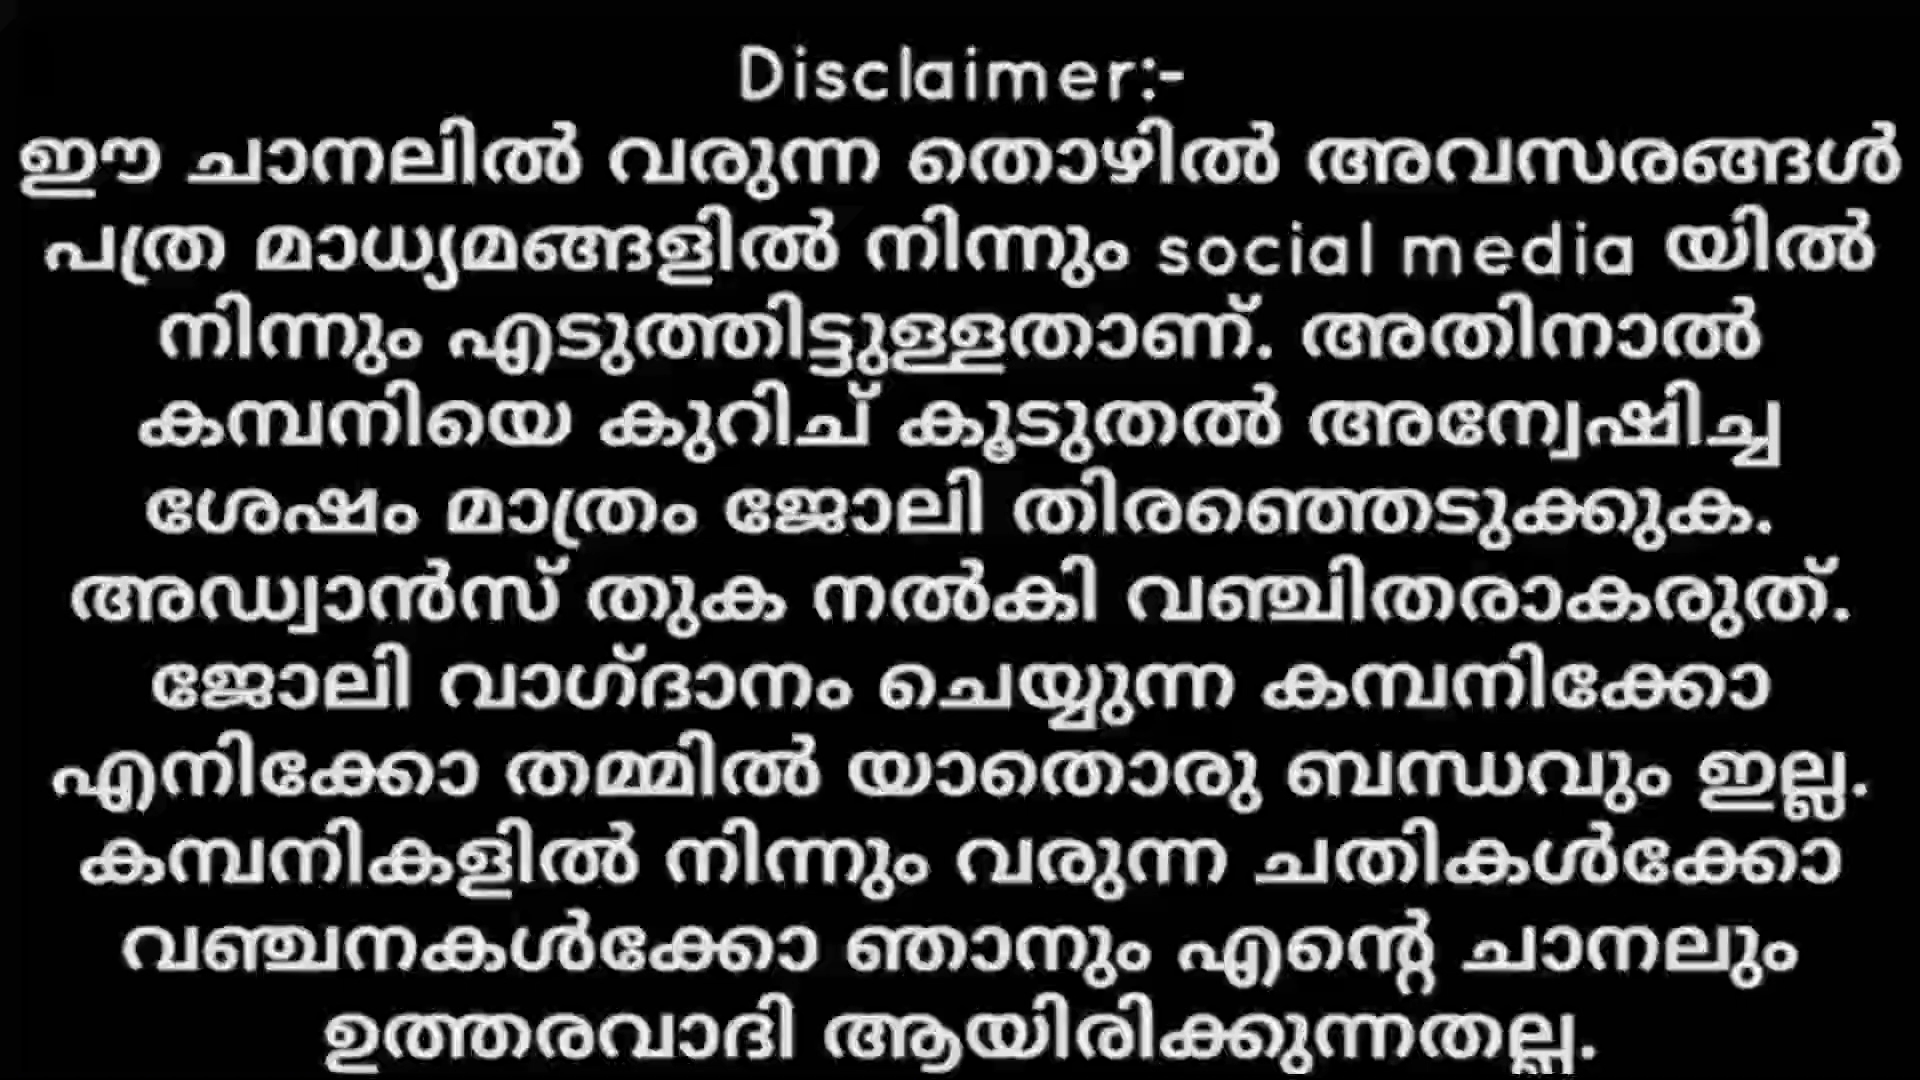 Disclaimer:-
ഈ ചാനലിൽ വരുന്ന തൊഴിൽ അവസരങ്ങൾ
പത്ര മാധ്യമങ്ങളിൽ നിന്നും social media യിൽ
നിന്നും എടുത്തിട്ടുള്ളതാണ്. അതിനാൽ
കമ്പനിയെ കുറിച് കൂടുതൽ അന്വേഷിച്ച
ശേഷം മാത്രം ജോലി തിരഞ്ഞെടുക്കുക.
അഡ്വാൻസ് തുക നൽകി വഞ്ചിതരാകരുത്.
ജോലി വാഗ്ദാനം ചെയ്യുന്ന കമ്പനിക്കോ
എനിക്കോ തമ്മിൽ യാതൊരു ബന്ധവും ഇല്ല.
കമ്പനികളിൽ നിന്നും വരുന്ന ചതികൾക്കോ
വഞ്ചനകൾക്കോ ഞാനും എന്റെ ചാനലും
ഉത്തരവാദി ആയിരിക്കുന്നതല്ല.